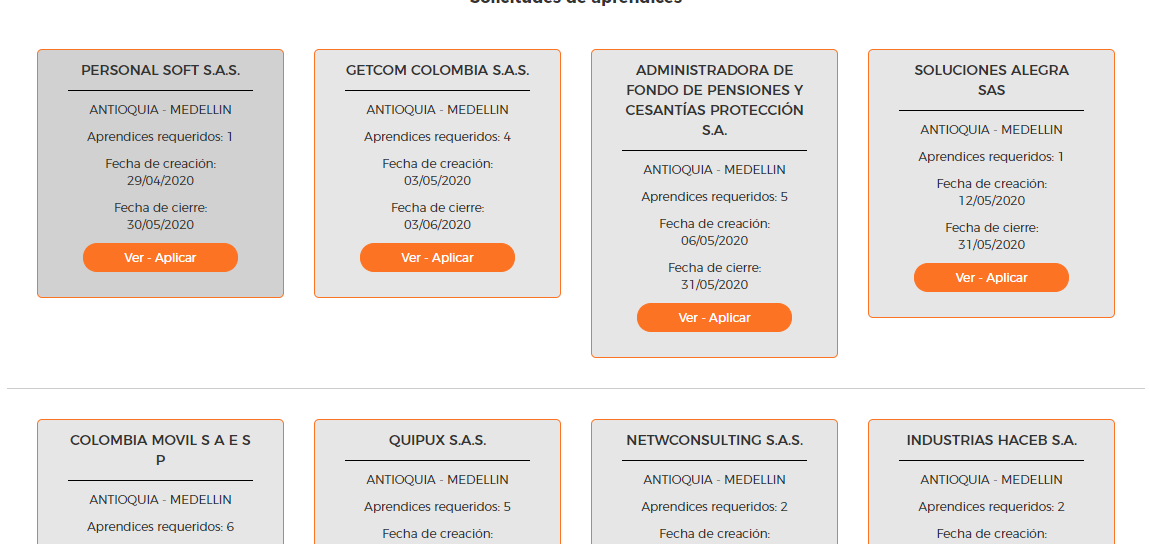 Solicitudes de aprendices
PERSONAL SOFT S.A.S.
ANTIOQUIA - MEDELLIN
Aprendices requeridos: 1
Fecha de creación:
29/04/2020
Fecha de cierre:
30/05/2020
Ver - Aplicar
GETCOM COLOMBIA S.A.S.
ANTIOQUIA - MEDELLIN
Aprendices requeridos: 4
Fecha de creación:
03/05/2020
Fecha de cierre:
03/06/2020
Ver - Aplicar
ADMINISTRADORA DE
FONDO DE PENSIONES Y
CESANTÍAS PROTECCIÓN
S.A.
ANTIOQUIA - MEDELLIN
Aprendices requeridos: 5
Fecha de creación:
06/05/2020
Fecha de cierre:
31/05/2020
Ver - Aplicar
SOLUCIONES ALEGRA
SAS
ANTIOQUIA - MEDELLIN
Aprendices requeridos: 1
Fecha de creación:
12/05/2020
Fecha de cierre:
31/05/2020
Ver - Aplicar
COLOMBIA MOVIL S A E S
P
ANTIOQUIA - MEDELLIN
Aprendices requeridos: 6
QUIPUX S.A.S.
ANTIOQUIA - MEDELLIN
Aprendices requeridos: 5
Fecha de creación:
NETWCONSULTING S.A.S.
ANTIOQUIA - MEDELLIN
Aprendices requeridos: 2
Fecha de creación:
INDUSTRIAS HACEB S.A.
ANTIOQUIA - MEDELLIN
Aprendices requeridos: 2
Fecha de creación: